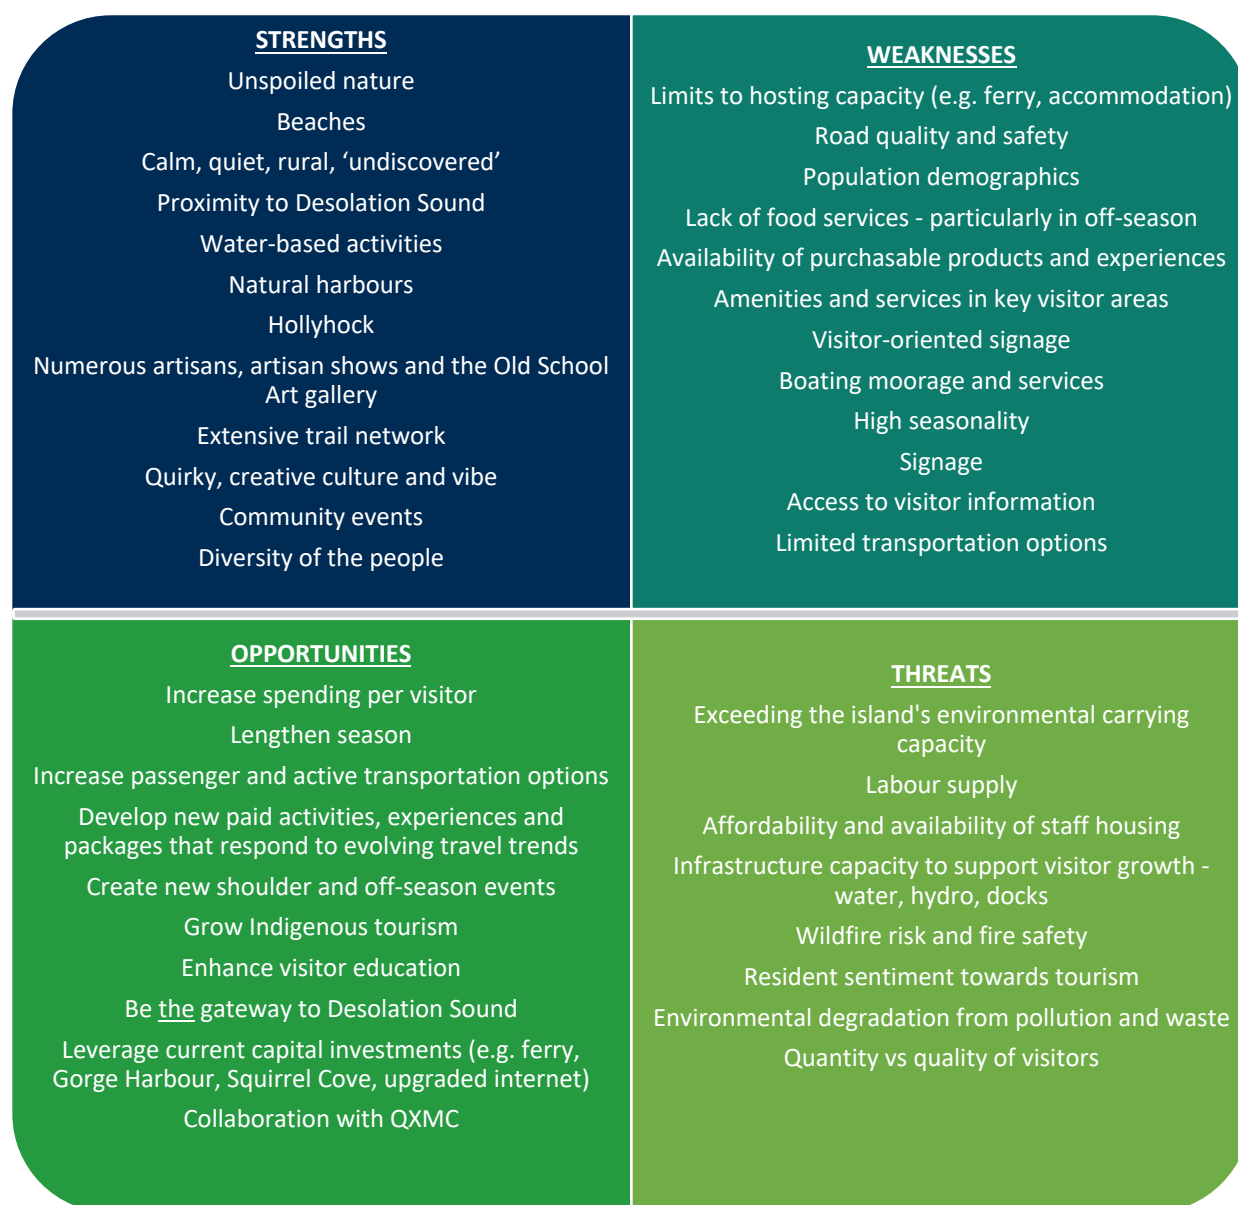 STRENGTHS
Unspoiled nature
Beaches
Calm, quiet, rural, ‘undiscovered’
Proximity to Desolation Sound
Water-based activities
Natural harbours
Hollyhock
Numerous artisans, artisan shows and the Old School
Art gallery
Extensive trail network
Quirky, creative culture and vibe
Community events
Diversity of the people
WEAKNESSES
Limits to hosting capacity (e.g. ferry, accommodation)
Road quality and safety
Population demographics
Lack of food services - particularly in off-season
Availability of purchasable products and experiences
Amenities and services in key visitor areas
Visitor-oriented signage
Boating moorage and services
High seasonality
Signage
Access to visitor information
Limited transportation options
OPPORTUNITIES
Increase spending per visitor
Lengthen season
Increase passenger and active transportation options
Develop new paid activities, experiences and
packages that respond to evolving travel trends
Create new shoulder and off-season events
Grow Indigenous tourism
Enhance visitor education
Be the gateway to Desolation Sound
Leverage current capital investments (e.g. ferry,
Gorge Harbour, Squirrel Cove, upgraded internet)
Collaboration with QXMC
THREATS
Exceeding the island's environmental carrying
capacity
Labour supply
Affordability and availability of staff housing
Infrastructure capacity to support visitor growth -
water, hydro, docks
Wildfire risk and fire safety
Resident sentiment towards tourism
Environmental degradation from pollution and waste
Quantity vs quality of visitors